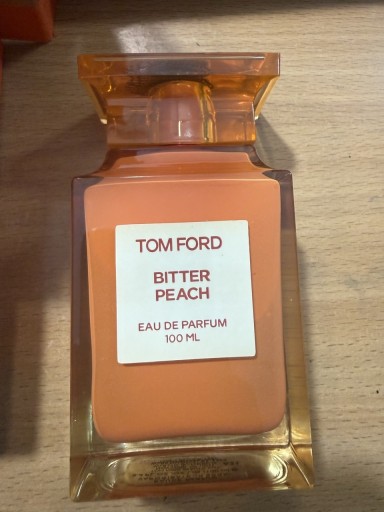 TOM FORD
BITTER
PEACH
EAU DE PARFUM
100 ML